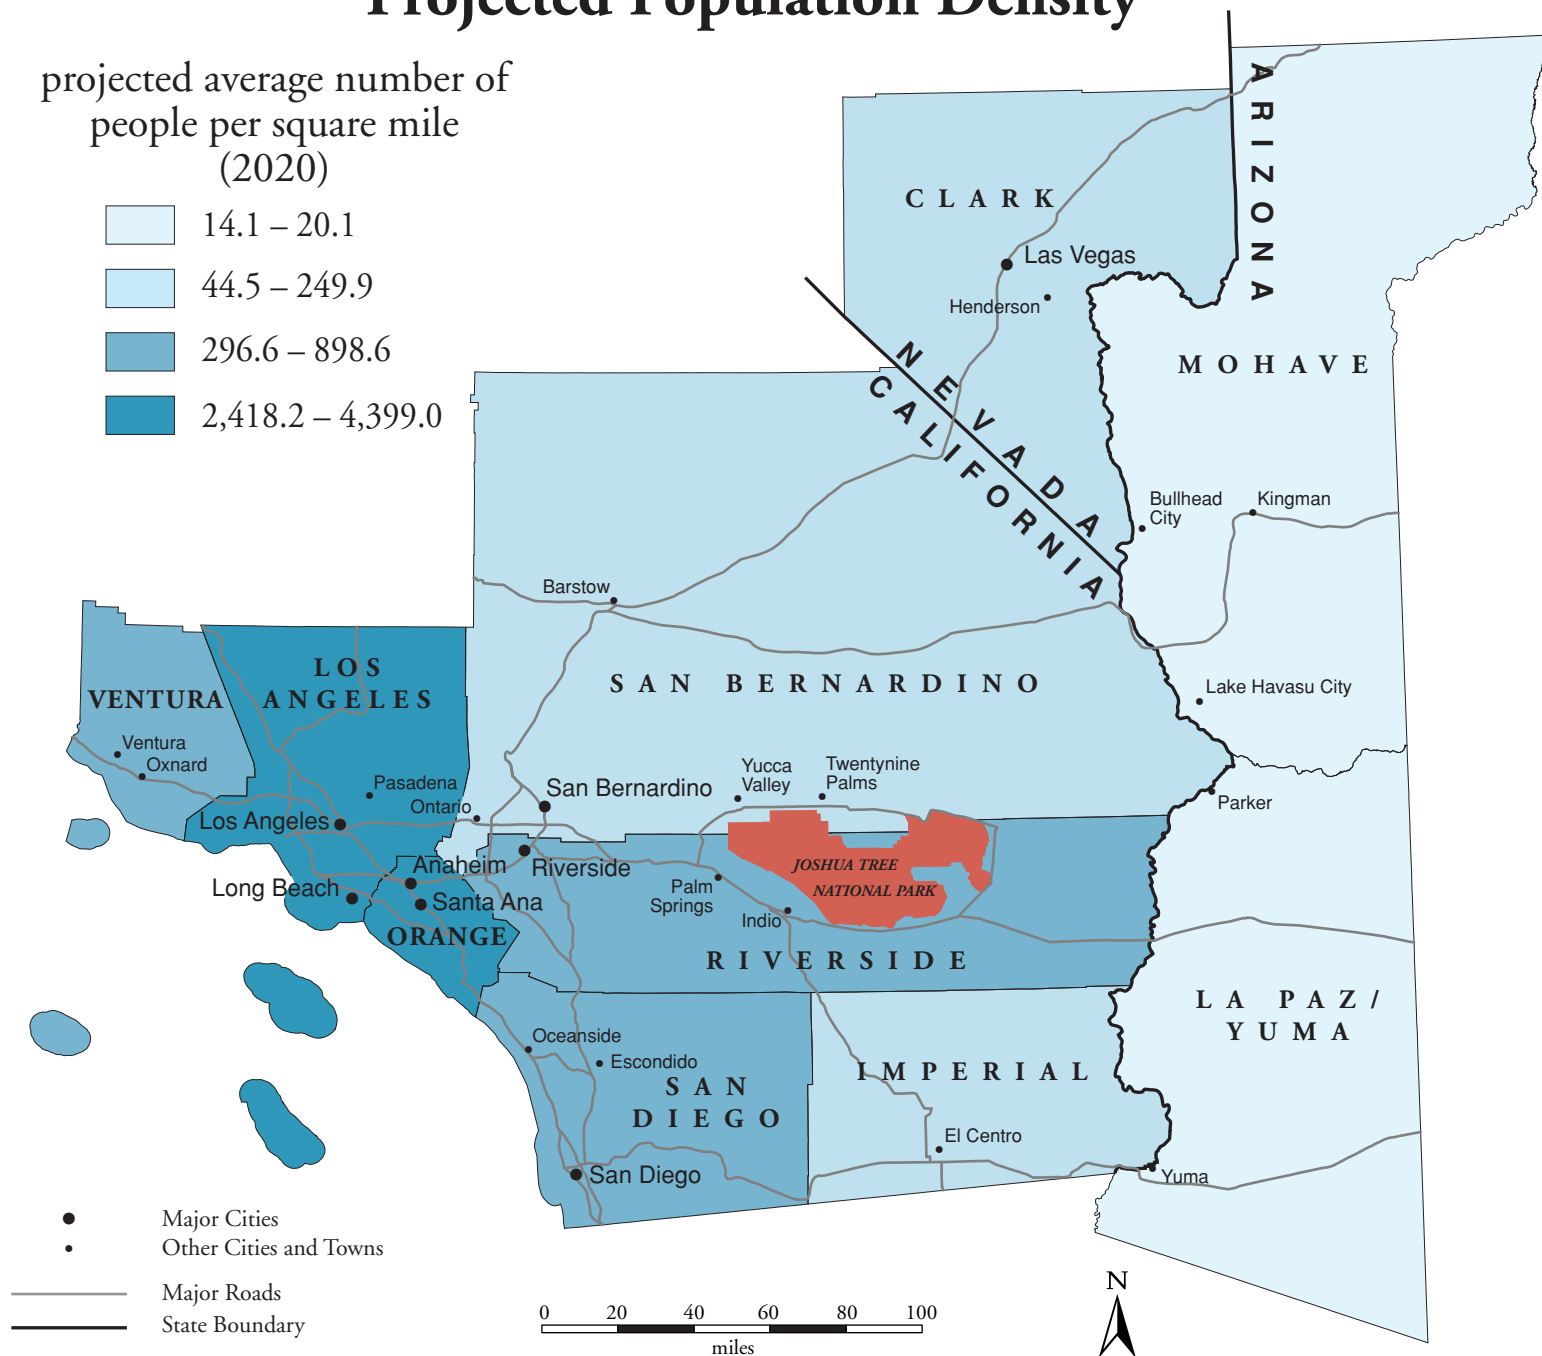 Projected Population Density
projected average number of
people per square mile
(2020)
14.1 – 20.1
44.5 – 249.9
296.6 – 898.6
2,418.2 – 4,399.0
ARIZONA
CLARK
Las Vegas
Henderson
NEVADA
CALIFORNIA
MOHAVE
Bullhead
City
Kingman
Barstow
LOS
ANGELES
VENTURA
SAN BERNARDINO
Lake Havasu City
Ventura
Oxnard
Pasadena
Ontario
San Bernardino
Yucca
Valley
Twentynine
Palms
Parker
Los Angeles
Anaheim
Riverside
JOSHUA TREE
NATIONAL PARK
Long Beach
Santa Ana
Palm
Springs
Indio
ORANGE
RIVERSIDE
LA PAZ/
YUMA
Oceanside
Escondido
SAN
DIEGO
IMPERIAL
El Centro
San Diego
Yuma
Major Cities
Other Cities and Towns
Major Roads
State Boundary
0 20 40 60 80 100
miles
N